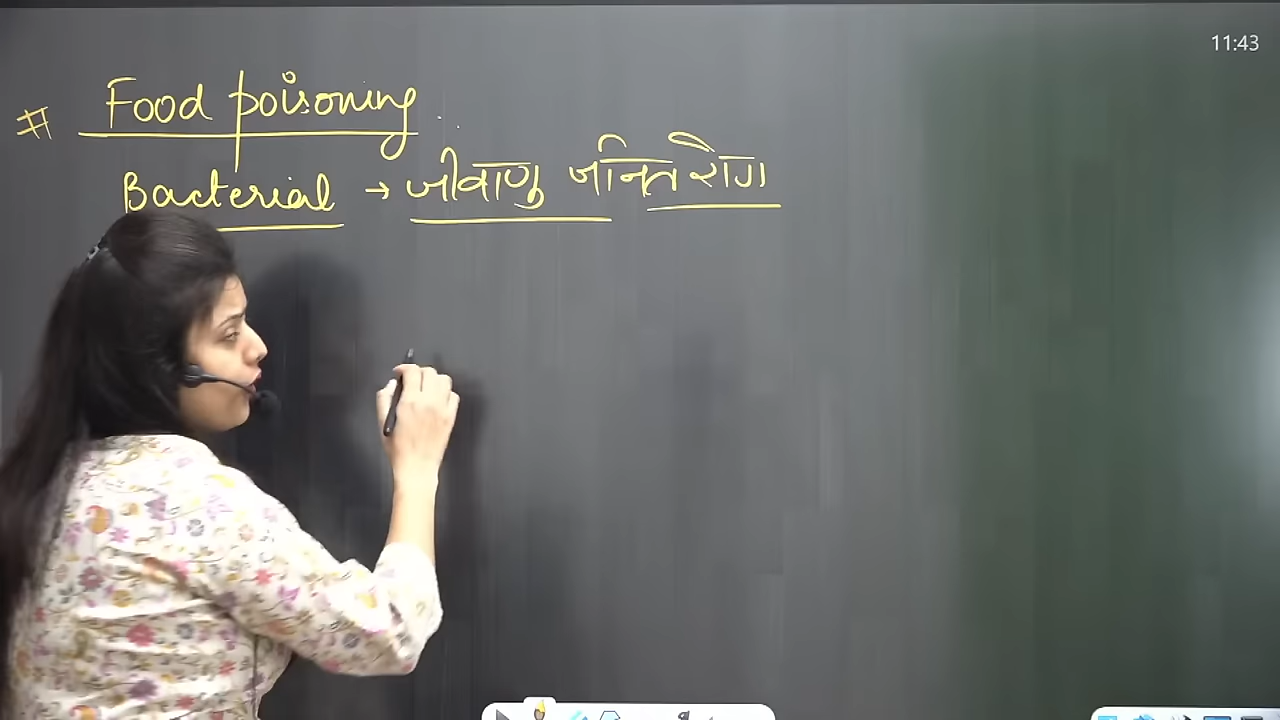 11:43
# Food poisoning
Bacterial → जीवाणु जनित रोग